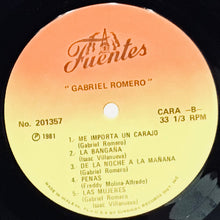 Fuentes
"GABRIEL ROMERO"
No. 201357
CARA -B-
33 1/3 RPM
Ⓟ 1981
1- ME IMPORTA UN CARAJO
(Gabriel Romero)
2- LA BANGAÑA
(Isaac Villanueva)
3- DE LA NOCHE A LA MAÑANA
(Gabriel Romero)
4- PENAS
(Freddy Molina-Alfredo)
5- LAS MUJERES
(Gabriel Romero)